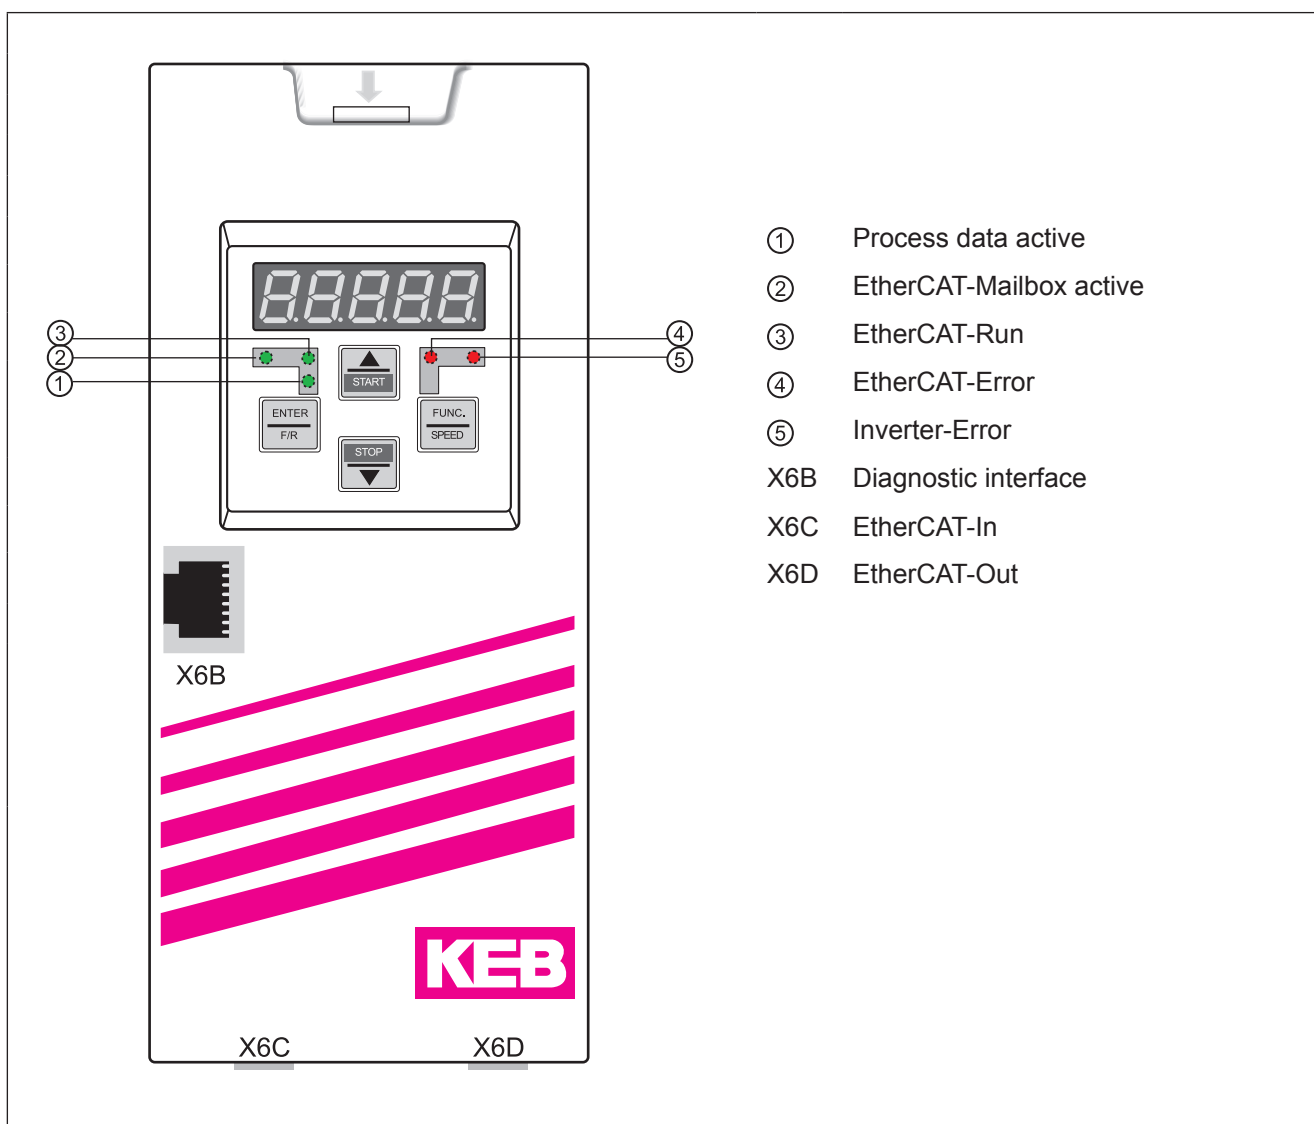 88888
③
②
①
④
⑤
START
ENTER
F/R
FUNC.
SPEED
STOP
X6B
KEB
X6C
X6D
① Process data active
② EtherCAT-Mailbox active
③ EtherCAT-Run
④ EtherCAT-Error
⑤ Inverter-Error
X6B Diagnostic interface
X6C EtherCAT-In
X6D EtherCAT-Out